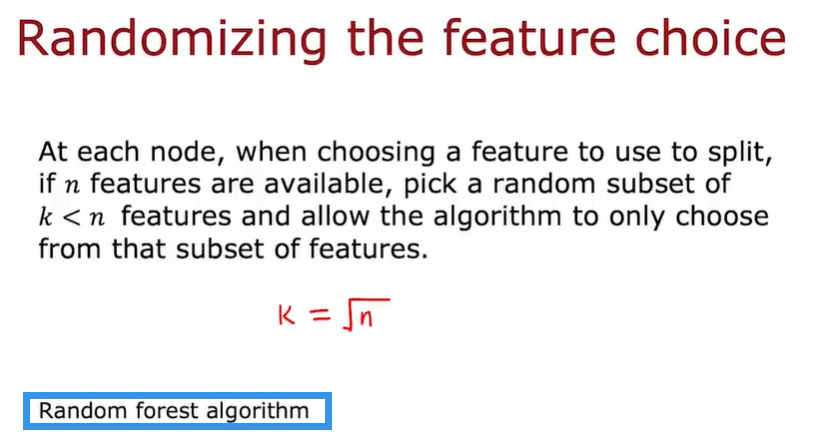 Randomizing the feature choice
At each node, when choosing a feature to use to split,
if n features are available, pick a random subset of
k < n features and allow the algorithm to only choose
from that subset of features.
K = √n
Random forest algorithm